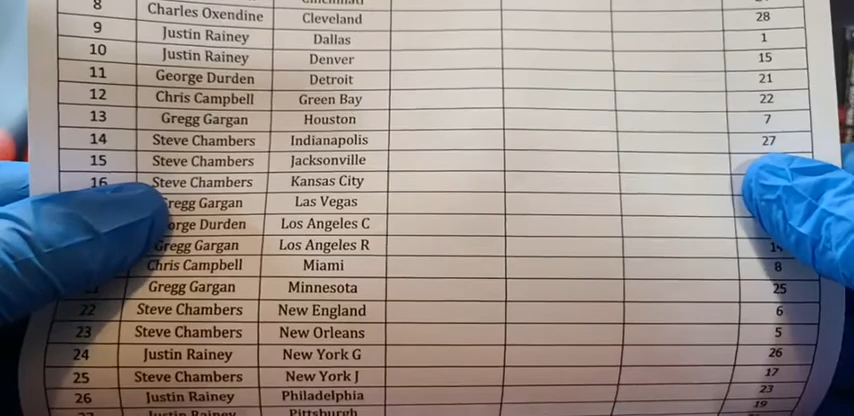 8 Charles Oxendine Cleveland 28
9 Justin Rainey Dallas 1
10 Justin Rainey Denver 15
11 George Durden Detroit 21
12 Chris Campbell Green Bay 22
13 Gregg Gargan Houston 7
14 Steve Chambers Indianapolis 27
15 Steve Chambers Jacksonville
16 Steve Chambers Kansas City
Gargan Las Vegas
Durden Los Angeles C
Gregg Gargan Los Angeles R
Chris Campbell Miami 8
Gregg Gargan Minnesota 25
22 Steve Chambers New England 6
23 Steve Chambers New Orleans 5
24 Justin Rainey New York G 26
25 Steve Chambers New York J 17
26 Justin Rainey Philadelphia 23
Justin Rainey Pittsburgh 19